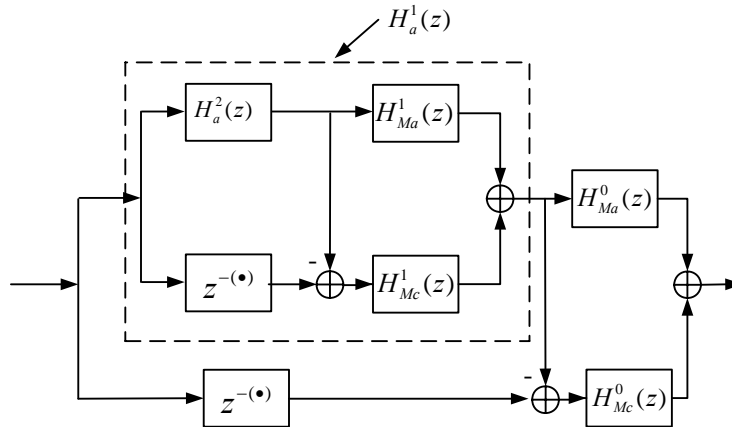 H_a^1(z)
H_a^2(z)
H_{Ma}^1(z)
H_{Ma}^0(z)
-
z^{-(•)}
H_{Mc}^1(z)
-
z^{-(•)}
H_{Mc}^0(z)